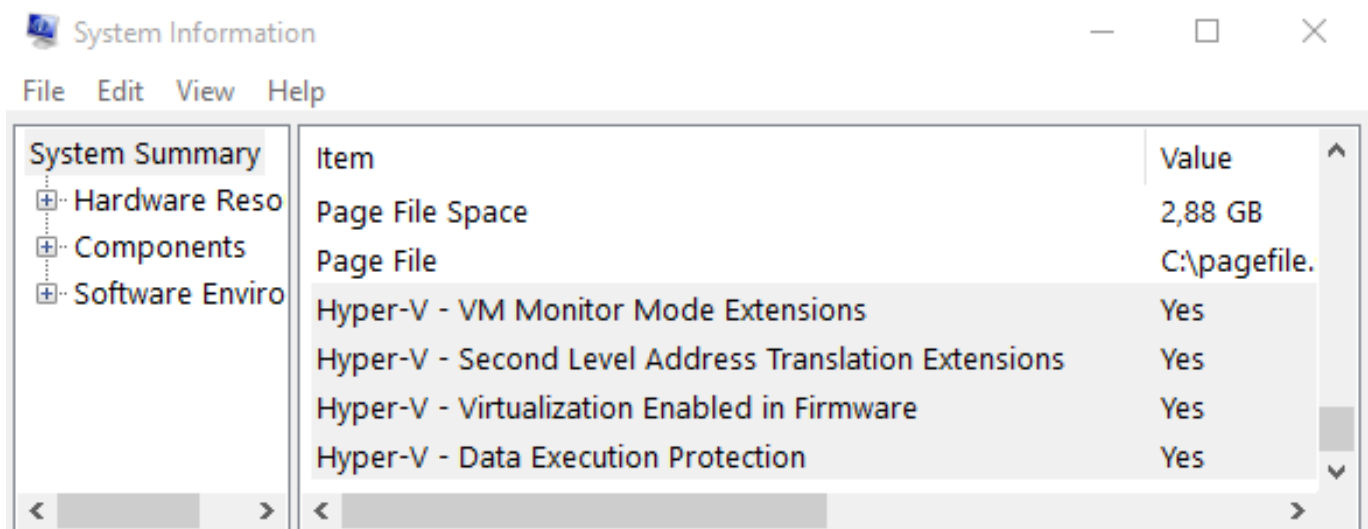 System Information
File Edit View Help
System Summary
Hardware Reso
Components
Software Enviro
Item Value
Page File Space 2,88 GB
Page File C:\pagefile.
Hyper-V - VM Monitor Mode Extensions Yes
Hyper-V - Second Level Address Translation Extensions Yes
Hyper-V - Virtualization Enabled in Firmware Yes
Hyper-V - Data Execution Protection Yes